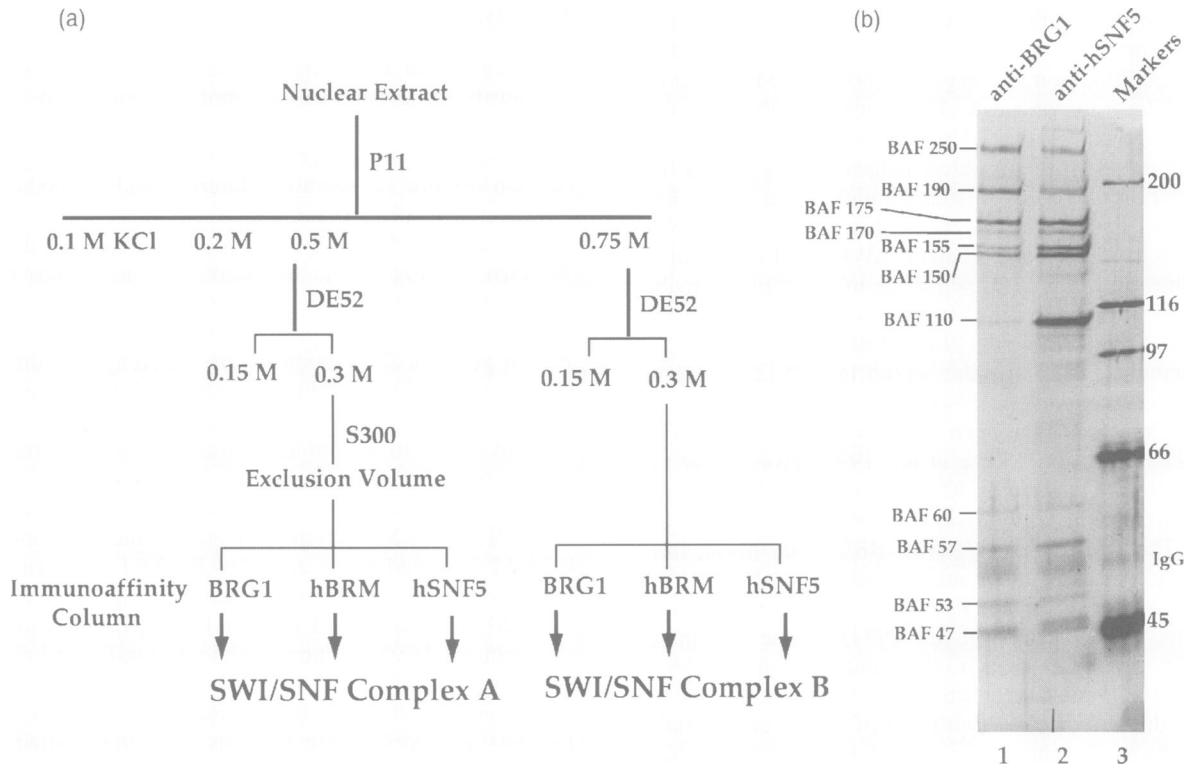 (a)
Nuclear Extract
P11
0.1 M KCl 0.2 M 0.5 M 0.75 M
DE52 DE52
0.15 M 0.3 M 0.15 M 0.3 M
S300
Exclusion Volume
Immunoaffinity Column
BRG1 hBRM hSNF5 BRG1 hBRM hSNF5
SWI/SNF Complex A SWI/SNF Complex B
(b)
anti-BRG1
anti-hSNF5
Markers
BAF 250
BAF 190
BAF 175
BAF 170
BAF 155
BAF 150
BAF 110
BAF 60
BAF 57
BAF 53
BAF 47
200
116
97
66
IgG
45
1 2 3